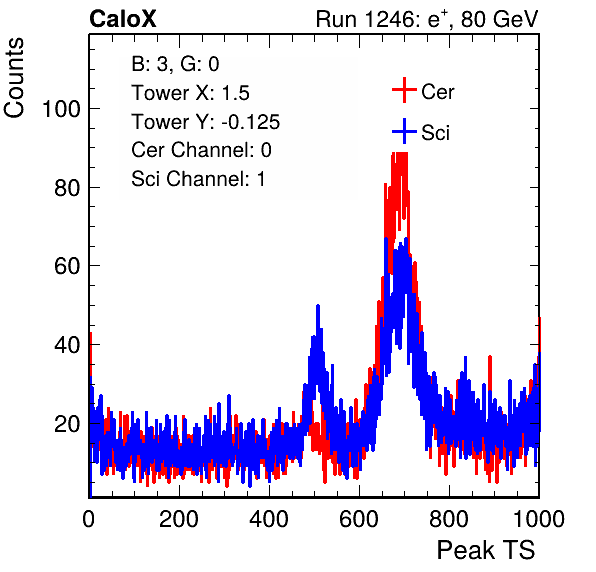 CaloX
Run 1246: e+, 80 GeV
Counts
B: 3, G: 0
Tower X: 1.5
Tower Y: -0.125
Cer Channel: 0
Sci Channel: 1
Cer
Sci
100
80
60
40
20
0 200 400 600 800 1000
Peak TS